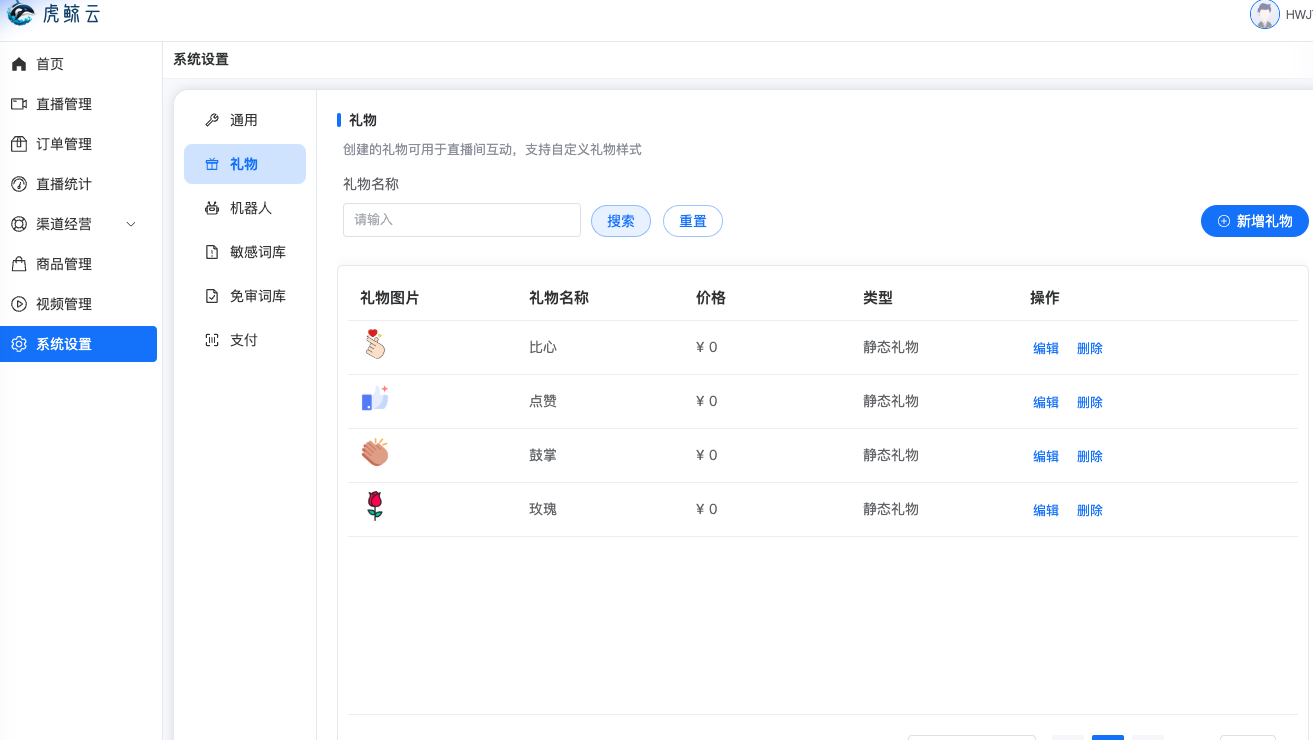 虎鲸云
HWJ
首页
直播管理
订单管理
直播统计
渠道经营
商品管理
视频管理
系统设置
系统设置
通用
礼物
机器人
敏感词库
免审词库
支付
礼物
创建的礼物可用于直播间互动，支持自定义礼物样式
礼物名称
请输入 搜索 重置 新增礼物
礼物图片 礼物名称 价格 类型 操作
比心 ¥ 0 静态礼物 编辑 删除
点赞 ¥ 0 静态礼物 编辑 删除
鼓掌 ¥ 0 静态礼物 编辑 删除
玫瑰 ¥ 0 静态礼物 编辑 删除